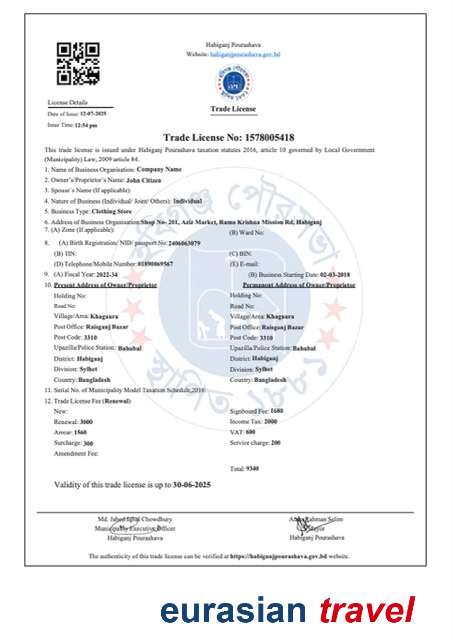 Habiganj Pourashava
Website: habiganjpourashava.gov.bd
Trade License
License Details
Date of Issue: 12-07-2025
Issue Time: 12:54 pm
Trade License No: 1578005418
This trade license is issued under Habiganj Pourashava taxation statutes 2016, article 10 governed by Local Government
(Municipality) Law, 2009 article 84.
1. Name of Business Organisation: Company Name
2. Owner's/Proprietor's Name: John Citizen
3. Spouse`s Name (If applicable):
4. Nature of Business (Individual/ Joint/ Others): Individual
5. Business Type: Clothing Store
6. Address of Business Organisation:Shop No- 201, Aziz Market, Rama Krishna Mission Rd, Habiganj
7. (A) Zone (If applicable): (B) Ward No:
8. (A) Birth Registration/ NID/ passport No: 2406063079
(B) TIN: (C) BIN:
(D) Telephone/Mobile Number: 01890069567 (E) E-mail:
9. (A) Fiscal Year: 2022-34 (B) Business Starting Date: 02-03-2018
10. Present Address of Owner/Proprietor Permanent Address of Owner/Proprietor
Holding No: Holding No:
Road No: Road No:
Village/Area: Khagaura Village/Area: Khagaura
Post Office: Raisganj Bazar Post Office: Raisganj Bazar
Post Code: 3310 Post Code: 3310
Upazilla/Police Station: Bahubal Upazilla/Police Station: Bahubal
District: Habiganj District: Habiganj
Division: Sylhet Division: Sylhet
Country: Bangladesh Country: Bangladesh
11. Serial No. of Municipality Model Taxation Schedule,2016:
12. Trade License Fee (Renewal):
New: Signboard Fee: 1680
Renewal: 3000 Income Tax: 2000
Arrear: 1560 VAT: 600
Surcharge: 300 Service charge: 200
Amendment Fee:
Total: 9340
Validity of this trade license is up to 30-06-2025
Md. Jabed Iqbal Chowdhury
Municipality Executive Officer
Habiganj Pourashava
Rahman Selim
Mayor
Habiganj Pourashava
The authenticity of this trade license can be verified at https://habiganjpourashava.gov.bd website.
হবিগঞ্জ পৌরসভা
স্থাপিত ১৮৮১
eurasian travel